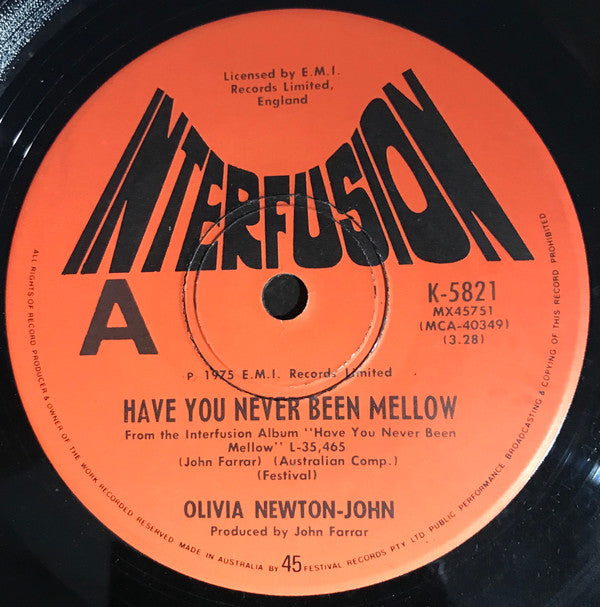 Licensed by E.M.I.
Records Limited,
England
INTERFUSION
A
K-5821
MX45751
(MCA-40349)
(3.28)
P. 1975 E.M.I. Records Limited
HAVE YOU NEVER BEEN MELLOW
From the Interfusion Album "Have You Never Been
Mellow" L-35,465
(John Farrar) (Australian Comp.)
(Festival)
OLIVIA NEWTON-JOHN
Produced by John Farrar
ALL RIGHTS OF RECORD PRODUCER & OWNER OF THE WORK RECORDED RESERVED MADE IN AUSTRALIA BY 45 FESTIVAL RECORDS PTY LTD PUBLIC PERFORMANCE, BROADCASTING & COPYING OF THIS RECORD PROHIBITED